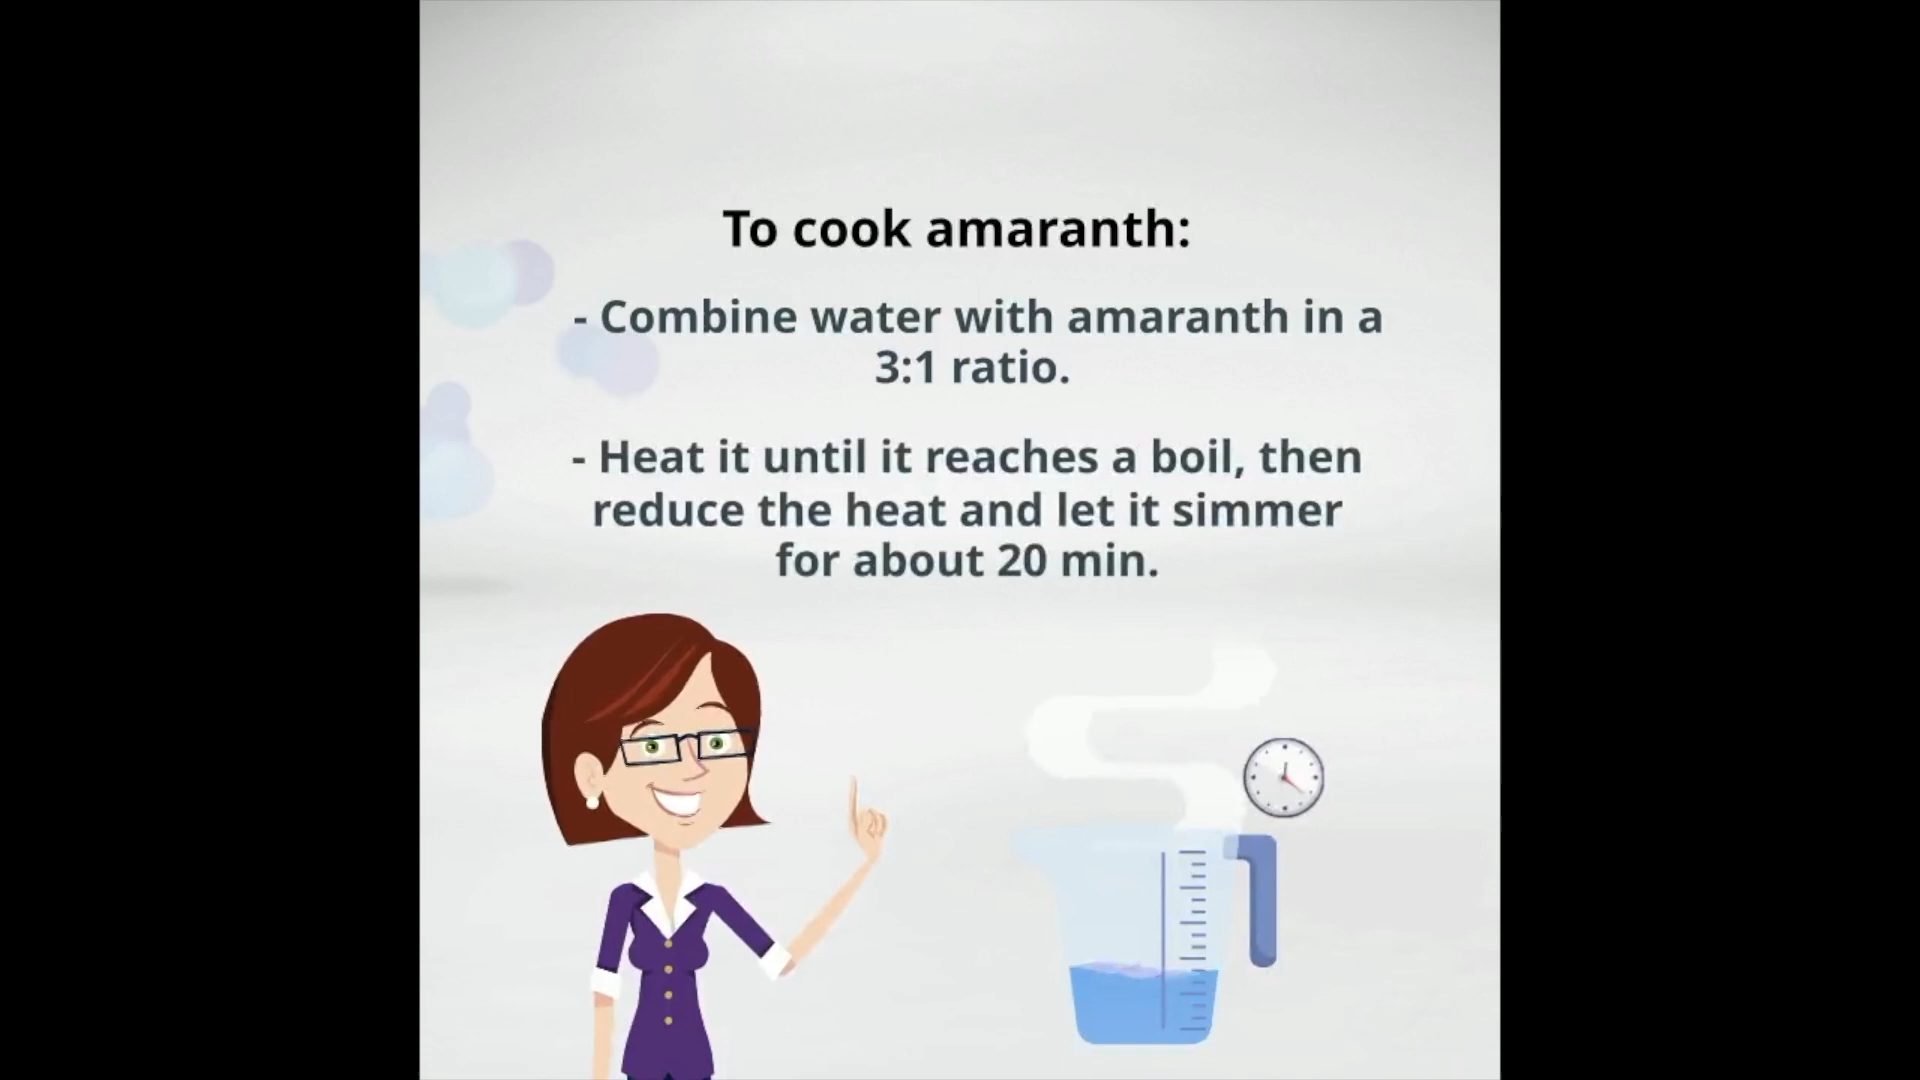 To cook amaranth:
- Combine water with amaranth in a
3:1 ratio.
- Heat it until it reaches a boil, then
reduce the heat and let it simmer
for about 20 min.